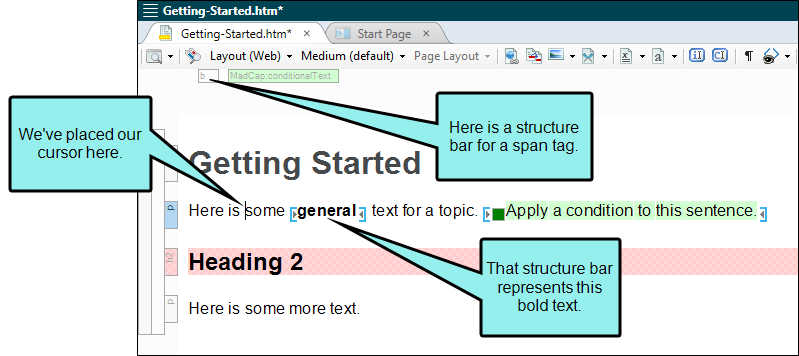 Getting-Started.htm*
Getting-Started.htm* × Start Page ×
Layout (Web) Medium (default) Page Layout
b MadCap:conditionalText
Here is a structure
bar for a span tag.
We've placed our
cursor here.
Getting Started
p Here is some general text for a topic. Apply a condition to this sentence.
h2 Heading 2
That structure bar
represents this
bold text.
p Here is some more text.